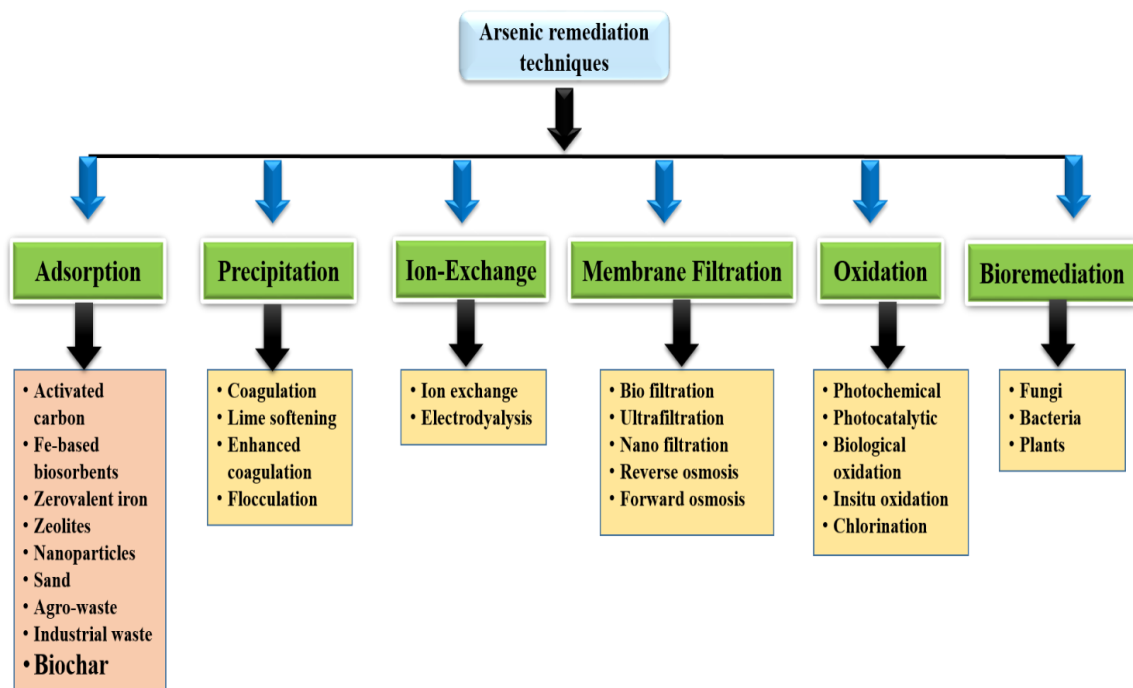 Arsenic remediation
techniques
Adsorption
Precipitation
Ion-Exchange
Membrane Filtration
Oxidation
Bioremediation
• Activated
carbon
• Fe-based
biosorbents
• Zerovalent iron
• Zeolites
• Nanoparticles
• Sand
• Agro-waste
• Industrial waste
• Biochar
• Coagulation
• Lime softening
• Enhanced
coagulation
• Flocculation
• Ion exchange
• Electrodyalysis
• Bio filtration
• Ultrafiltration
• Nano filtration
• Reverse osmosis
• Forward osmosis
• Photochemical
• Photocatalytic
• Biological
oxidation
• Insitu oxidation
• Chlorination
• Fungi
• Bacteria
• Plants